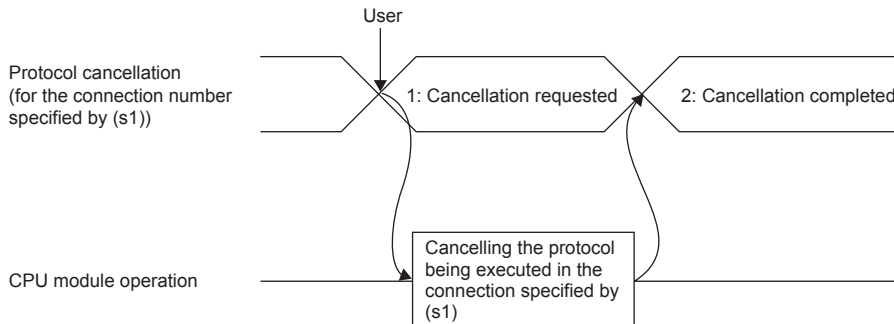 User
Protocol cancellation
(for the connection number
specified by (s1))
1: Cancellation requested
2: Cancellation completed
Cancelling the protocol
being executed in the
connection specified by
(s1)
CPU module operation